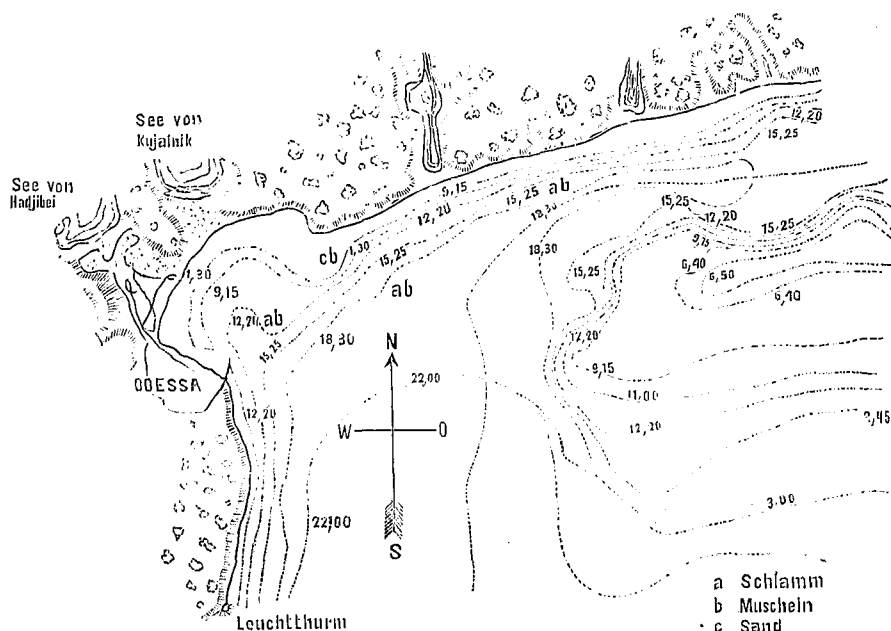 See von
Kujalnik
See von
Hadjibei
12,20
15,25
9,15
12,20
15,25
ab
18,30
15,25
12,20
15,25
9,15
6,40
6,50
6,40
1,30
cb
1,30
15,25
ab
18,30
15,25
9,15
12,20
ab
15,25
18,30
12,20
9,15
ODESSA
N
22,00
W
O
S
11,00
12,20
12,20
22,00
3,00
a Schlamm
b Muscheln
c Sand
Leuchtthurm